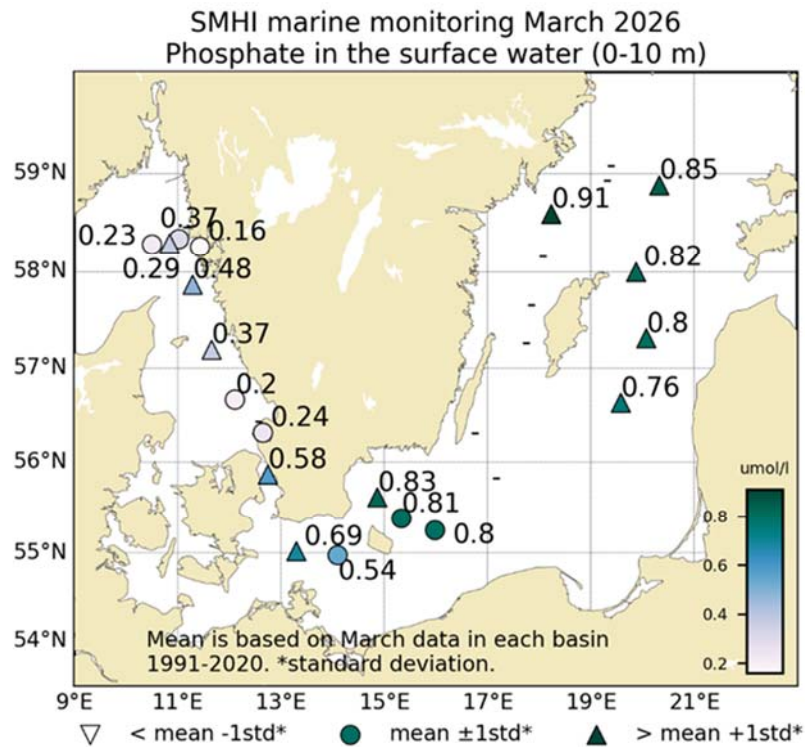 SMHI marine monitoring March 2026
Phosphate in the surface water (0-10 m)
59°N
58°N
57°N
56°N
55°N
54°N
0.23
0.37
0.16
0.29
0.48
0.37
0.2
0.24
0.58
0.69
0.54
0.83
0.81
0.8
0.91
0.85
0.82
0.8
0.76
-
-
-
-
-
-
-
umol/l
0.8
0.6
0.4
0.2
Mean is based on March data in each basin
1991-2020. *standard deviation.
9°E
11°E
13°E
15°E
17°E
19°E
21°E
< mean -1std*
mean ±1std*
> mean +1std*